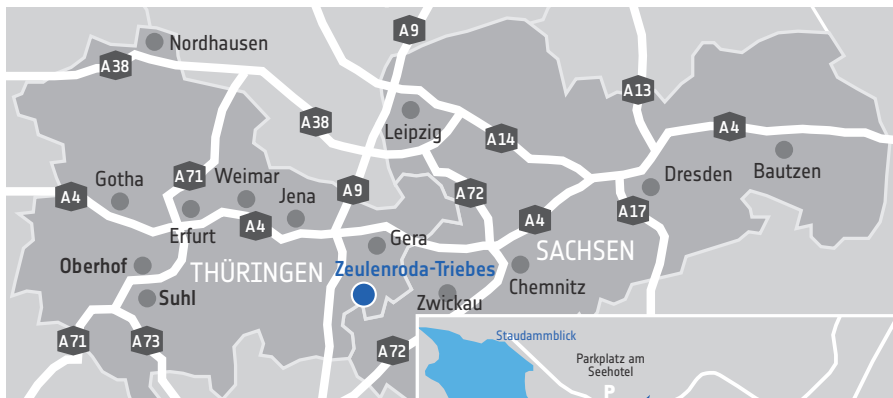 A9
Nordhausen
A38
A13
A38
Leipzig
A4
A14
Bautzen
A71
Weimar
Gotha
A9
A72
Dresden
A4
Jena
Erfurt
A4
A4
A17
Gera
SACHSEN
Oberhof
THÜRINGEN
Zeulenroda-Triebes
Chemnitz
Suhl
Zwickau
A71
A73
A72
Staudammblick
Parkplatz am
Seehotel
P